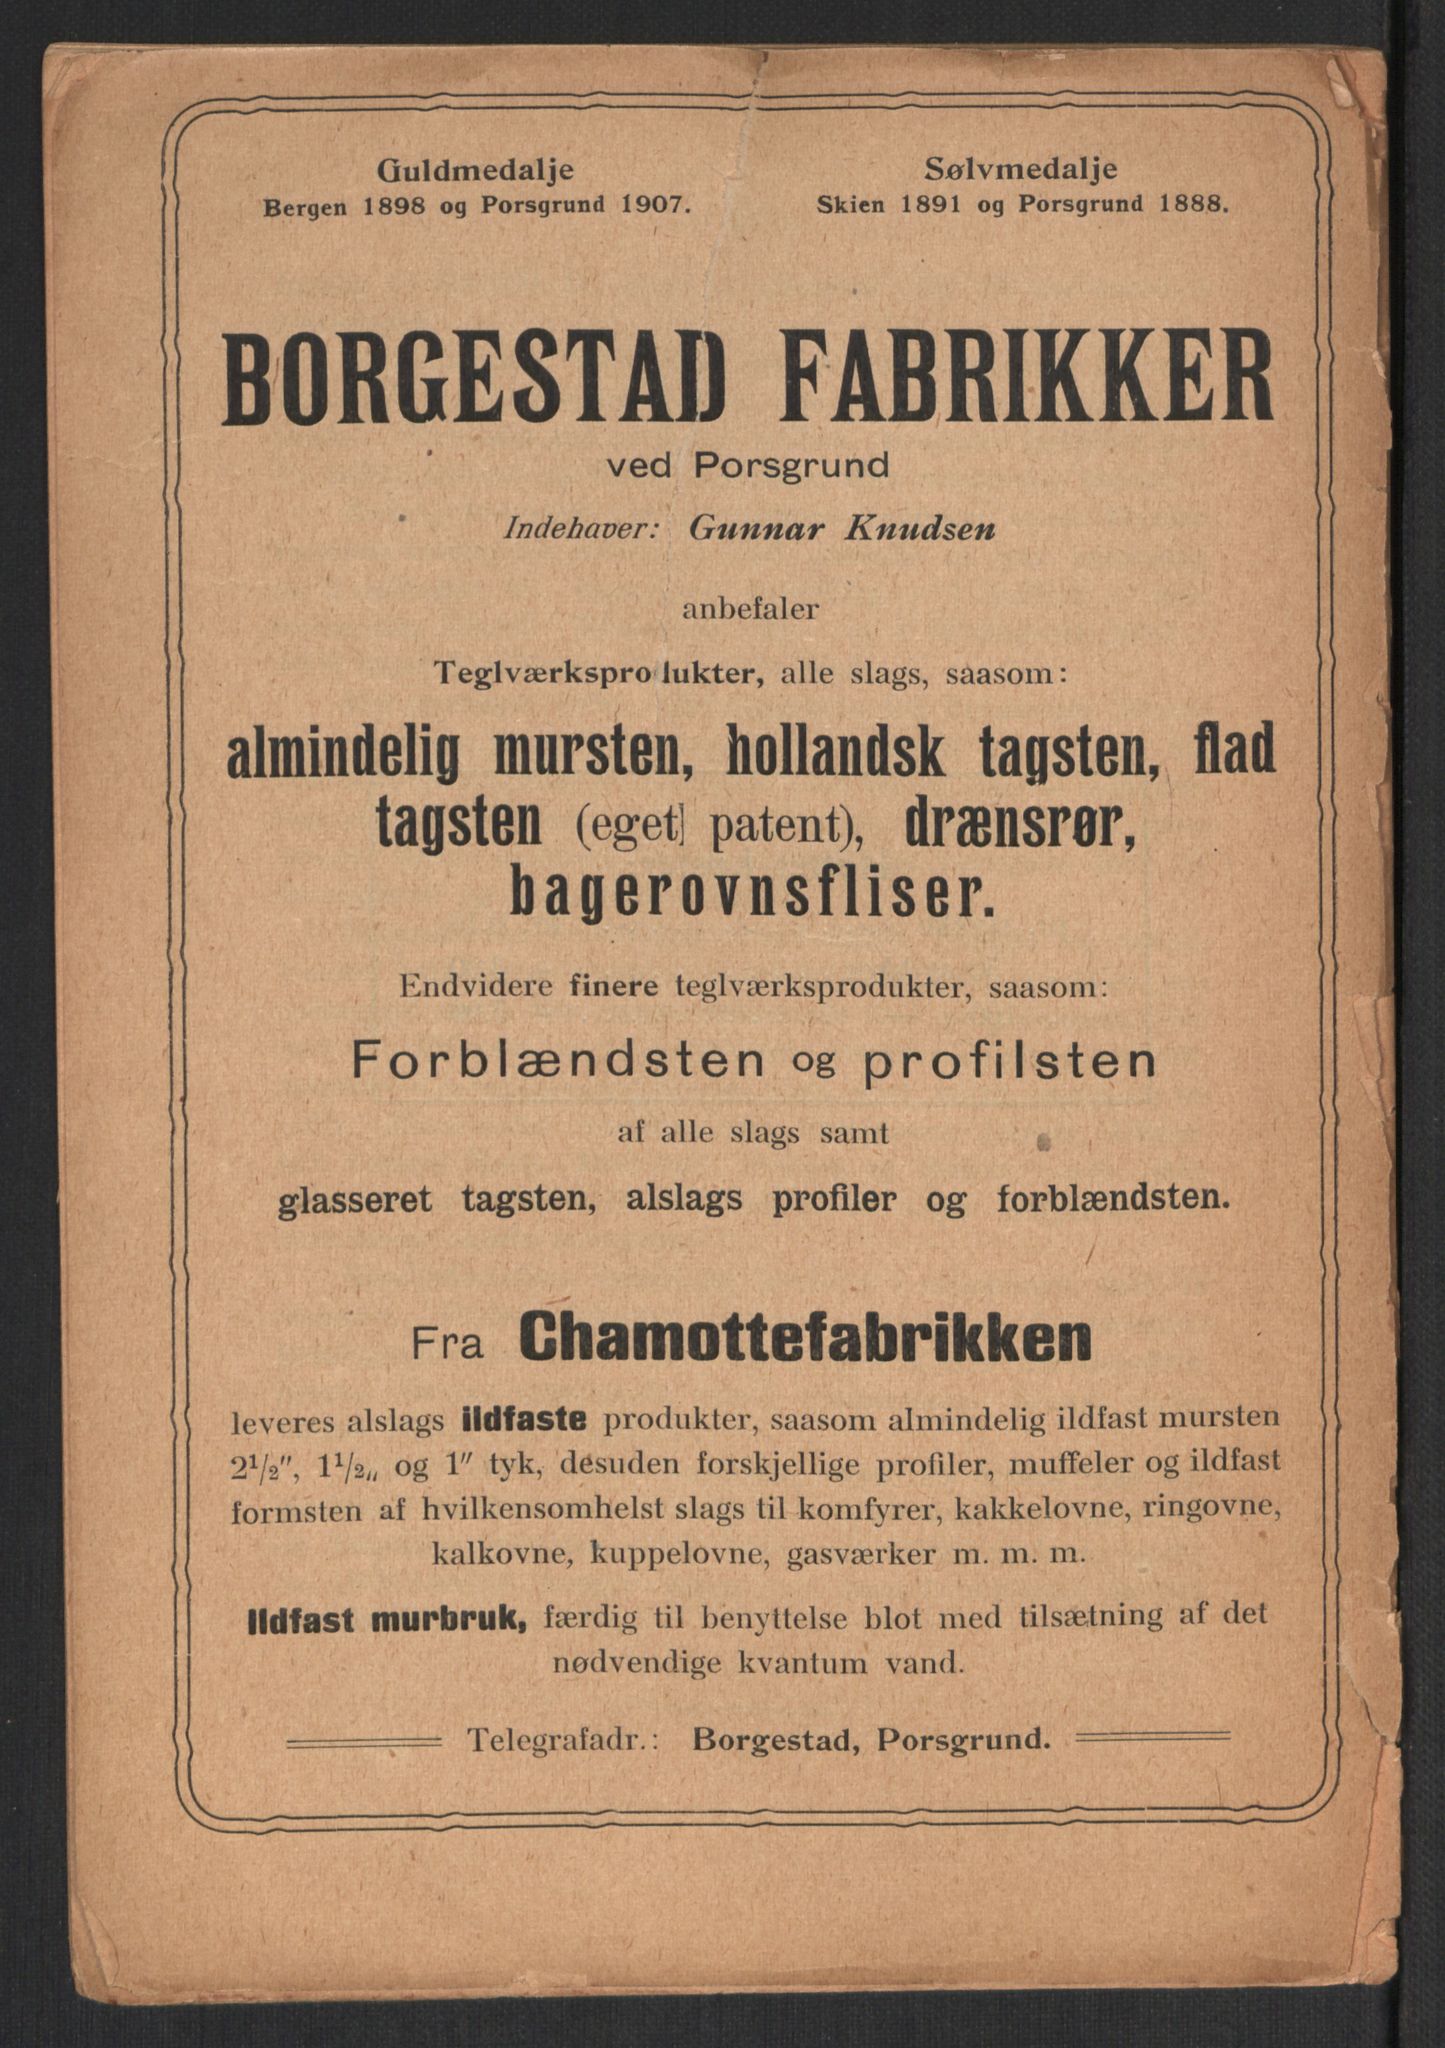 Guldmedalje
Bergen 1898 og Porsgrund 1907.
Sølvmedalje
Skien 1891 og Porsgrund 1888.
BORGESTAD FABRIKKER
ved Porsgrund
Indehaver: Gunnar Knudsen
anbefaler
Teglværkspro lukter, alle slags, saasom:
almindelig mursten, hollandsk tagsten, flad
tagsten (eget] patent), drænsrør,
bagerovnsfliser.
Endvidere finere teglværksprodukter, saasom:
Forblændsten og profilsten
af alle slags samt
glasseret tagsten, alslags profiler og forblændsten.
Fra Chamottefabrikken
leveres alslags ildfaste produkter, saasom almindelig ildfast mursten
2¹/₂″, 1¹/₂„ og 1″ tyk, desuden forskjellige profiler, muffeler og ildfast
formsten af hvilkensomhelst slags til komfyrer, kakkelovne, ringovne,
kalkovne, kuppelovne, gasværker m. m. m.
Ildfast murbruk, færdig til benyttelse blot med tilsætning af det
nødvendige kvantum vand.
Telegrafadr.: Borgestad, Porsgrund.